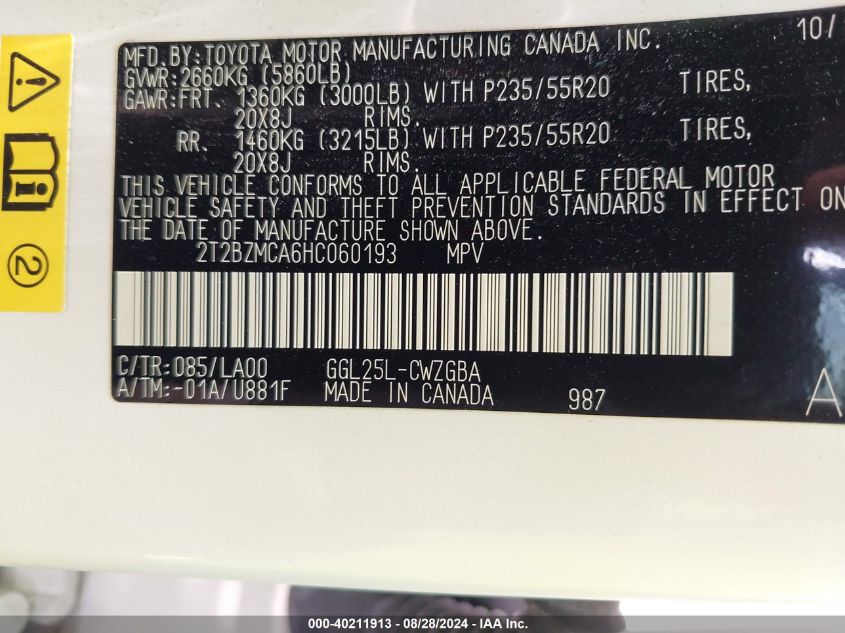 10/
MFD.BY:TOYOTA MOTOR MANUFACTURING CANADA INC.
GVWR:2660KG (5860LB)
GAWR:FRT. 1360KG (3000LB) WITH P235/55R20 TIRES,
20X8J RIMS.
RR. 1460KG (3215LB) WITH P235/55R20 TIRES,
20X8J RIMS.
THIS VEHICLE CONFORMS TO ALL APPLICABLE FEDERAL MOTOR
VEHICLE SAFETY AND THEFT PREVENTION STANDARDS IN EFFECT ON
THE DATE OF MANUFACTURE SHOWN ABOVE.
2T2BZMCA6HC060193 MPV
C/TR:085/LA00 GGL25L-CWZGBA
A/TM:-01A/U881F MADE IN CANADA 987
A
2
000-40211913 - 08/28/2024 - IAA Inc.